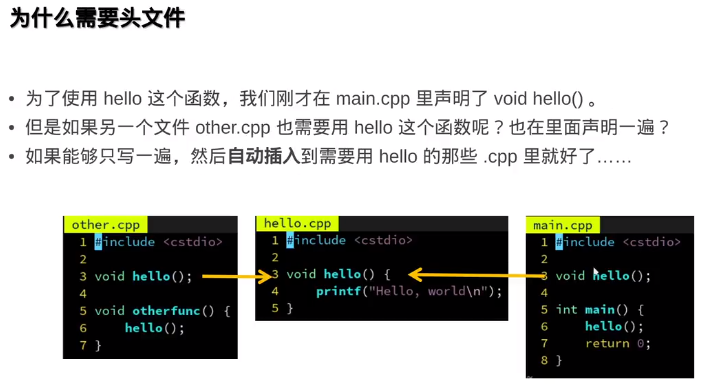 为什么需要头文件
• 为了使用 hello 这个函数，我们刚才在 main.cpp 里声明了 void hello() 。
• 但是如果另一个文件 other.cpp 也需要用 hello 这个函数呢？也在里面声明一遍？
• 如果能够只写一遍，然后自动插入到需要用 hello 的那些 .cpp 里就好了……
other.cpp
1 #include <cstdio>
2
3 void hello();
4
5 void otherfunc() {
6     hello();
7 }
hello.cpp
1 #include <cstdio>
2
3 void hello() {
4     printf("Hello, world\n");
5 }
main.cpp
1 #include <cstdio>
2
3 void hello();
4
5 int main() {
6     hello();
7     return 0;
8 }